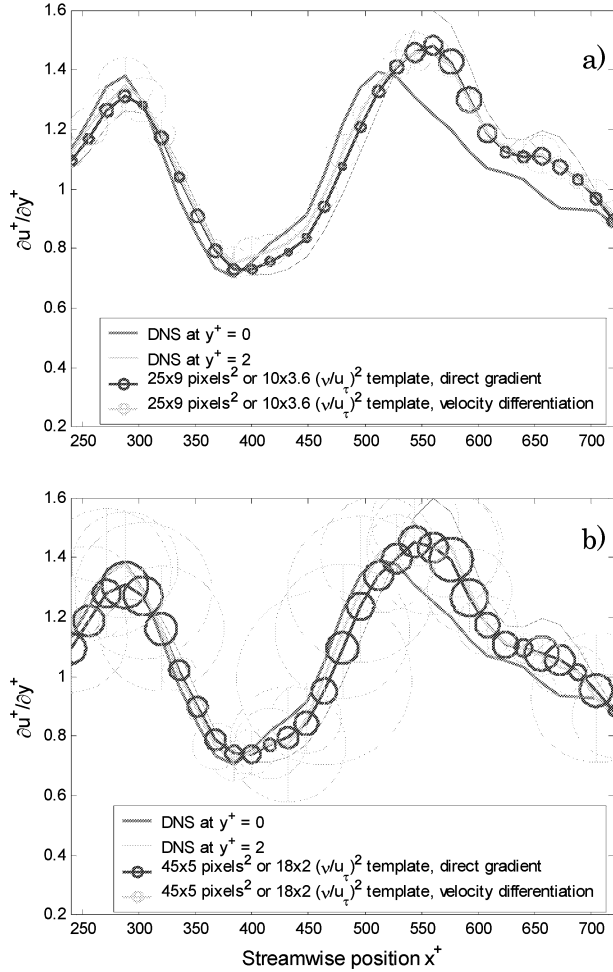 a)
1.6
1.4
1.2
1
0.8
0.6
0.4
0.2
∂u⁺/∂y⁺
DNS at y⁺ = 0
DNS at y⁺ = 2
25x9 pixels² or 10x3.6 (ν/u_τ)² template, direct gradient
25x9 pixels² or 10x3.6 (ν/u_τ)² template, velocity differentiation
250 300 350 400 450 500 550 600 650 700
b)
1.6
1.4
1.2
1
0.8
0.6
0.4
0.2
∂u⁺/∂y⁺
DNS at y⁺ = 0
DNS at y⁺ = 2
45x5 pixels² or 18x2 (ν/u_τ)² template, direct gradient
45x5 pixels² or 18x2 (ν/u_τ)² template, velocity differentiation
250 300 350 400 450 500 550 600 650 700
Streamwise position x⁺